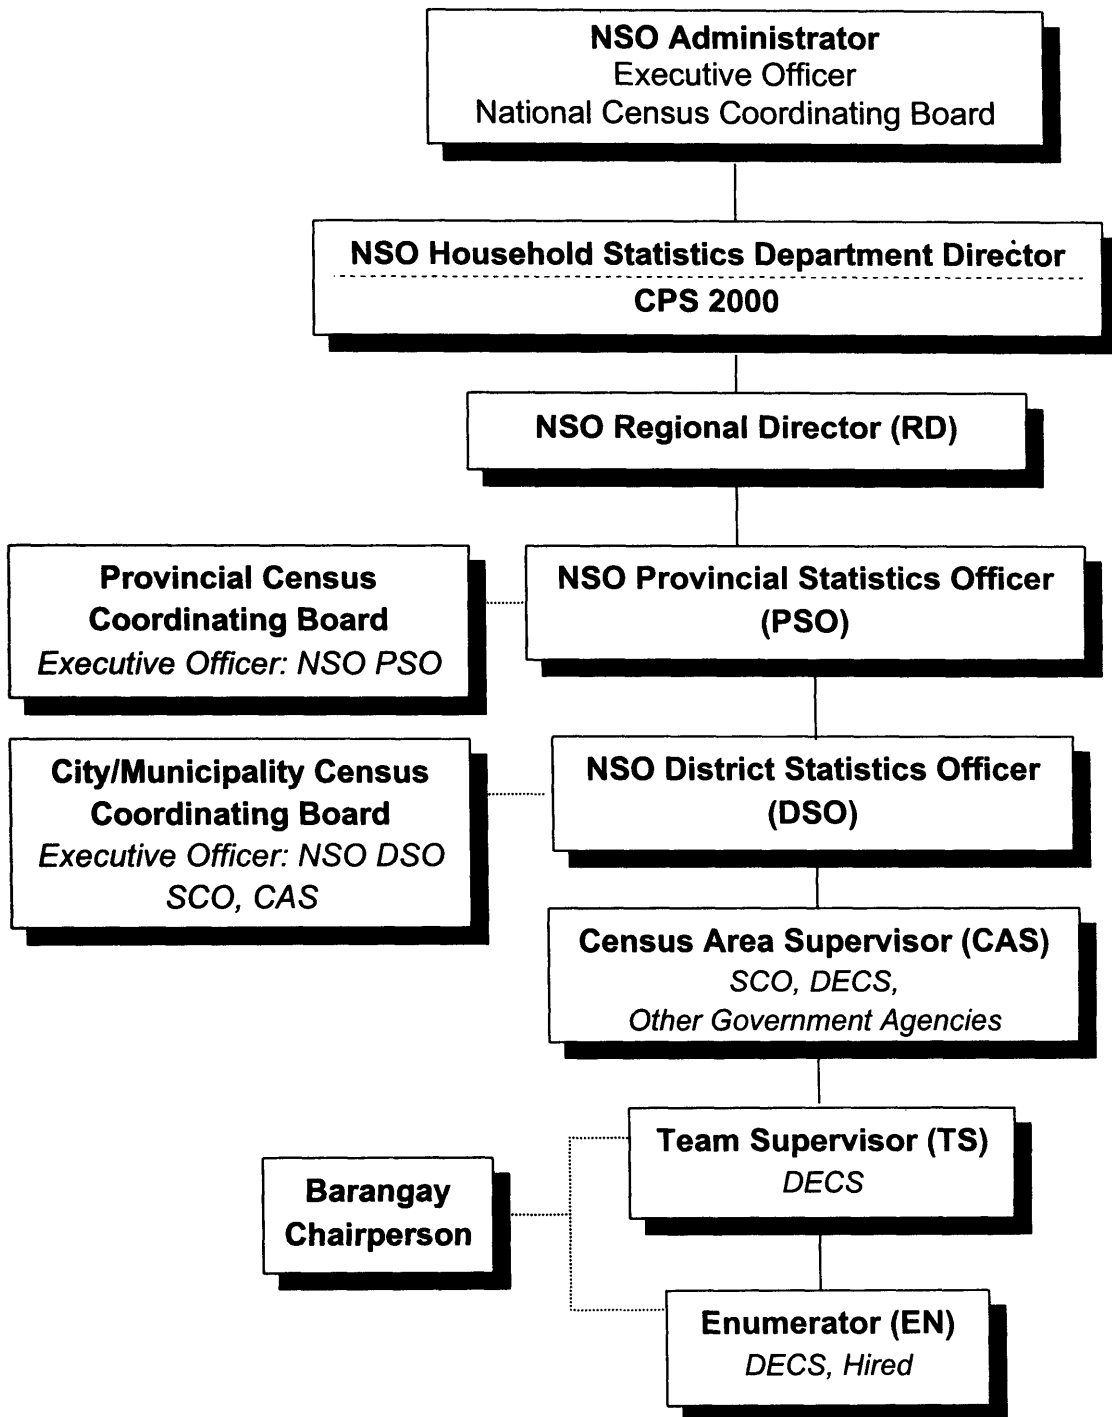 NSO Administrator
Executive Officer
National Census Coordinating Board
NSO Household Statistics Department Director
CPS 2000
NSO Regional Director (RD)
Provincial Census
Coordinating Board
Executive Officer: NSO PSO
NSO Provincial Statistics Officer
(PSO)
City/Municipality Census
Coordinating Board
Executive Officer: NSO DSO
SCO, CAS
NSO District Statistics Officer
(DSO)
Census Area Supervisor (CAS)
SCO, DECS,
Other Government Agencies
Team Supervisor (TS)
DECS
Barangay
Chairperson
Enumerator (EN)
DECS, Hired